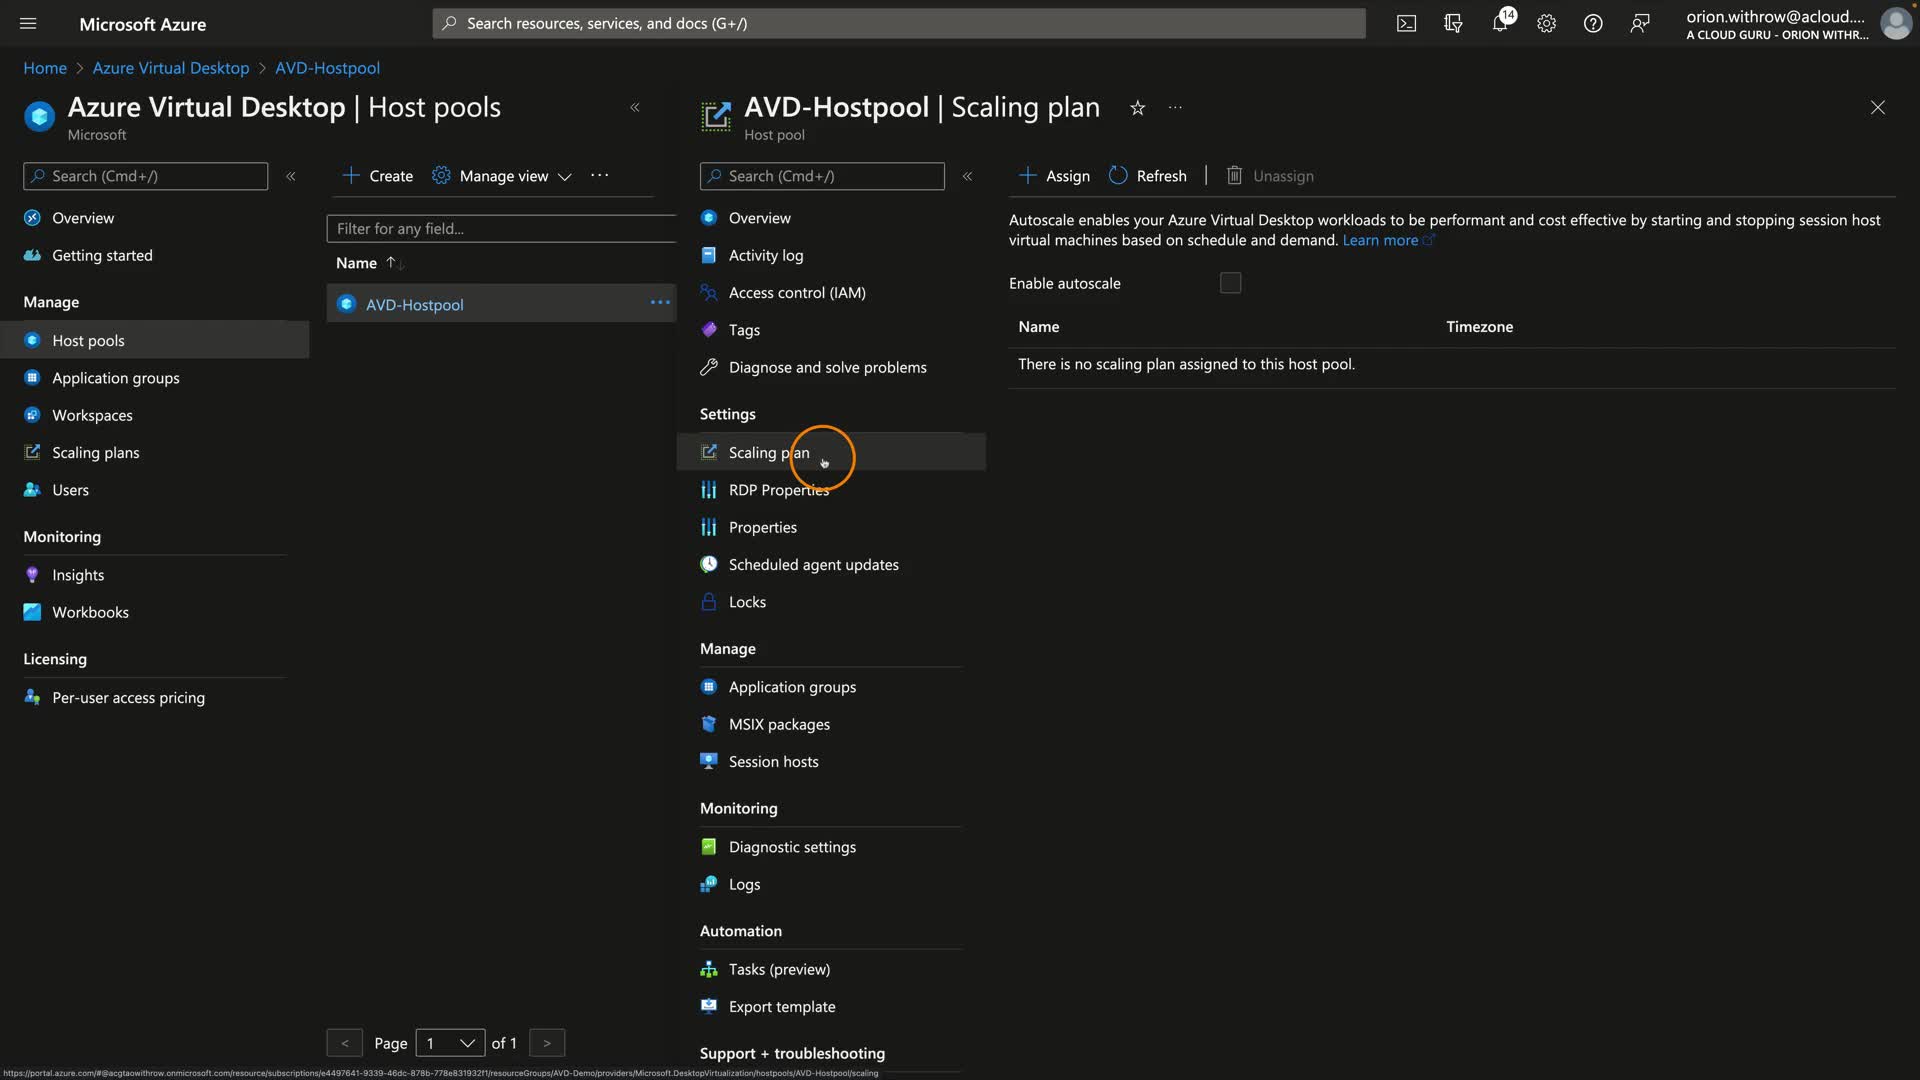 Microsoft Azure
Search resources, services, and docs (G+/)
14
orion.withrow@acloud....
A CLOUD GURU - ORION WITHR...
Home > Azure Virtual Desktop > AVD-Hostpool
Azure Virtual Desktop | Host pools
Microsoft
Search (Cmd+/)
Overview
Getting started
Manage
Host pools
Application groups
Workspaces
Scaling plans
Users
Monitoring
Insights
Workbooks
Licensing
Per-user access pricing
Create
Manage view
Filter for any field...
Name
AVD-Hostpool
< Page 1 of 1 >
AVD-Hostpool | Scaling plan
Host pool
Search (Cmd+/)
Overview
Activity log
Access control (IAM)
Tags
Diagnose and solve problems
Settings
Scaling plan
RDP Properties
Properties
Scheduled agent updates
Locks
Manage
Application groups
MSIX packages
Session hosts
Monitoring
Diagnostic settings
Logs
Automation
Tasks (preview)
Export template
Support + troubleshooting
Assign
Refresh
Unassign
Autoscale enables your Azure Virtual Desktop workloads to be performant and cost effective by starting and stopping session host
virtual machines based on schedule and demand. Learn more
Enable autoscale
Name Timezone
There is no scaling plan assigned to this host pool.
https://portal.azure.com/#@acgtaowithrow.onmicrosoft.com/resource/subscriptions/e4497641-9339-46dc-878b-778e831932f1/resourceGroups/AVD-Demo/providers/Microsoft.DesktopVirtualization/hostpools/AVD-Hostpool/scaling